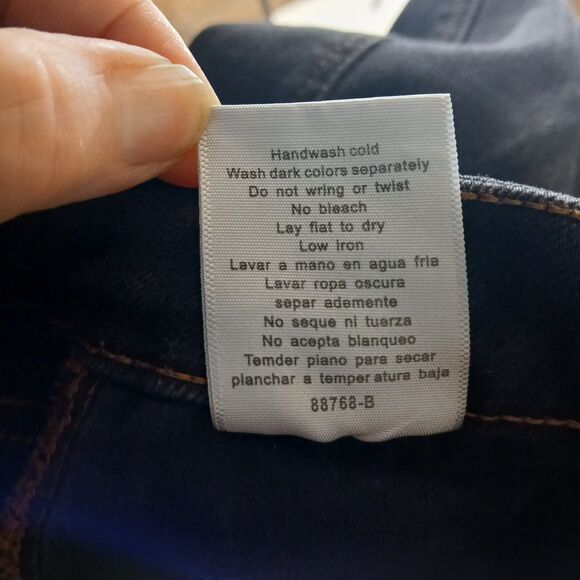 Handwash cold
Wash dark colors separately
Do not wring or twist
No bleach
Lay flat to dry
Low Iron
Lavar a mano en agua fria
Lavar ropa oscura
separ ademente
No seque ni tuerza
No acepta blanqueo
Temder piano para secar
planchar a temper atura baja
88768-B